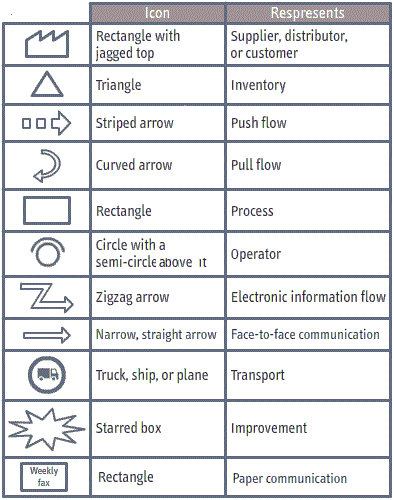 Icon Respresents
Rectangle with
jagged top
Supplier, distributor,
or customer
Triangle Inventory
Striped arrow Push flow
Curved arrow Pull flow
Rectangle Process
Circle with a
semi-circle above it
Operator
Zigzag arrow Electronic information flow
Narrow, straight arrow Face-to-face communication
Truck, ship, or plane Transport
Starred box Improvement
Weekly
fax
Rectangle Paper communication